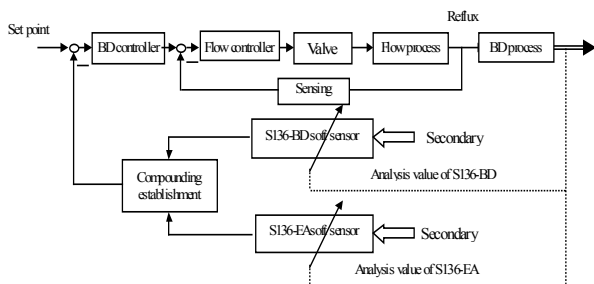 Reflux
Set point
BD controller
Flow controller
Valve
Flow process
BD process
Sensing
S136-BD soft sensor
Secondary
Analysis value of S136-BD
Compounding
establishment
S136-EA soft sensor
Secondary
Analysis value of S136-EA